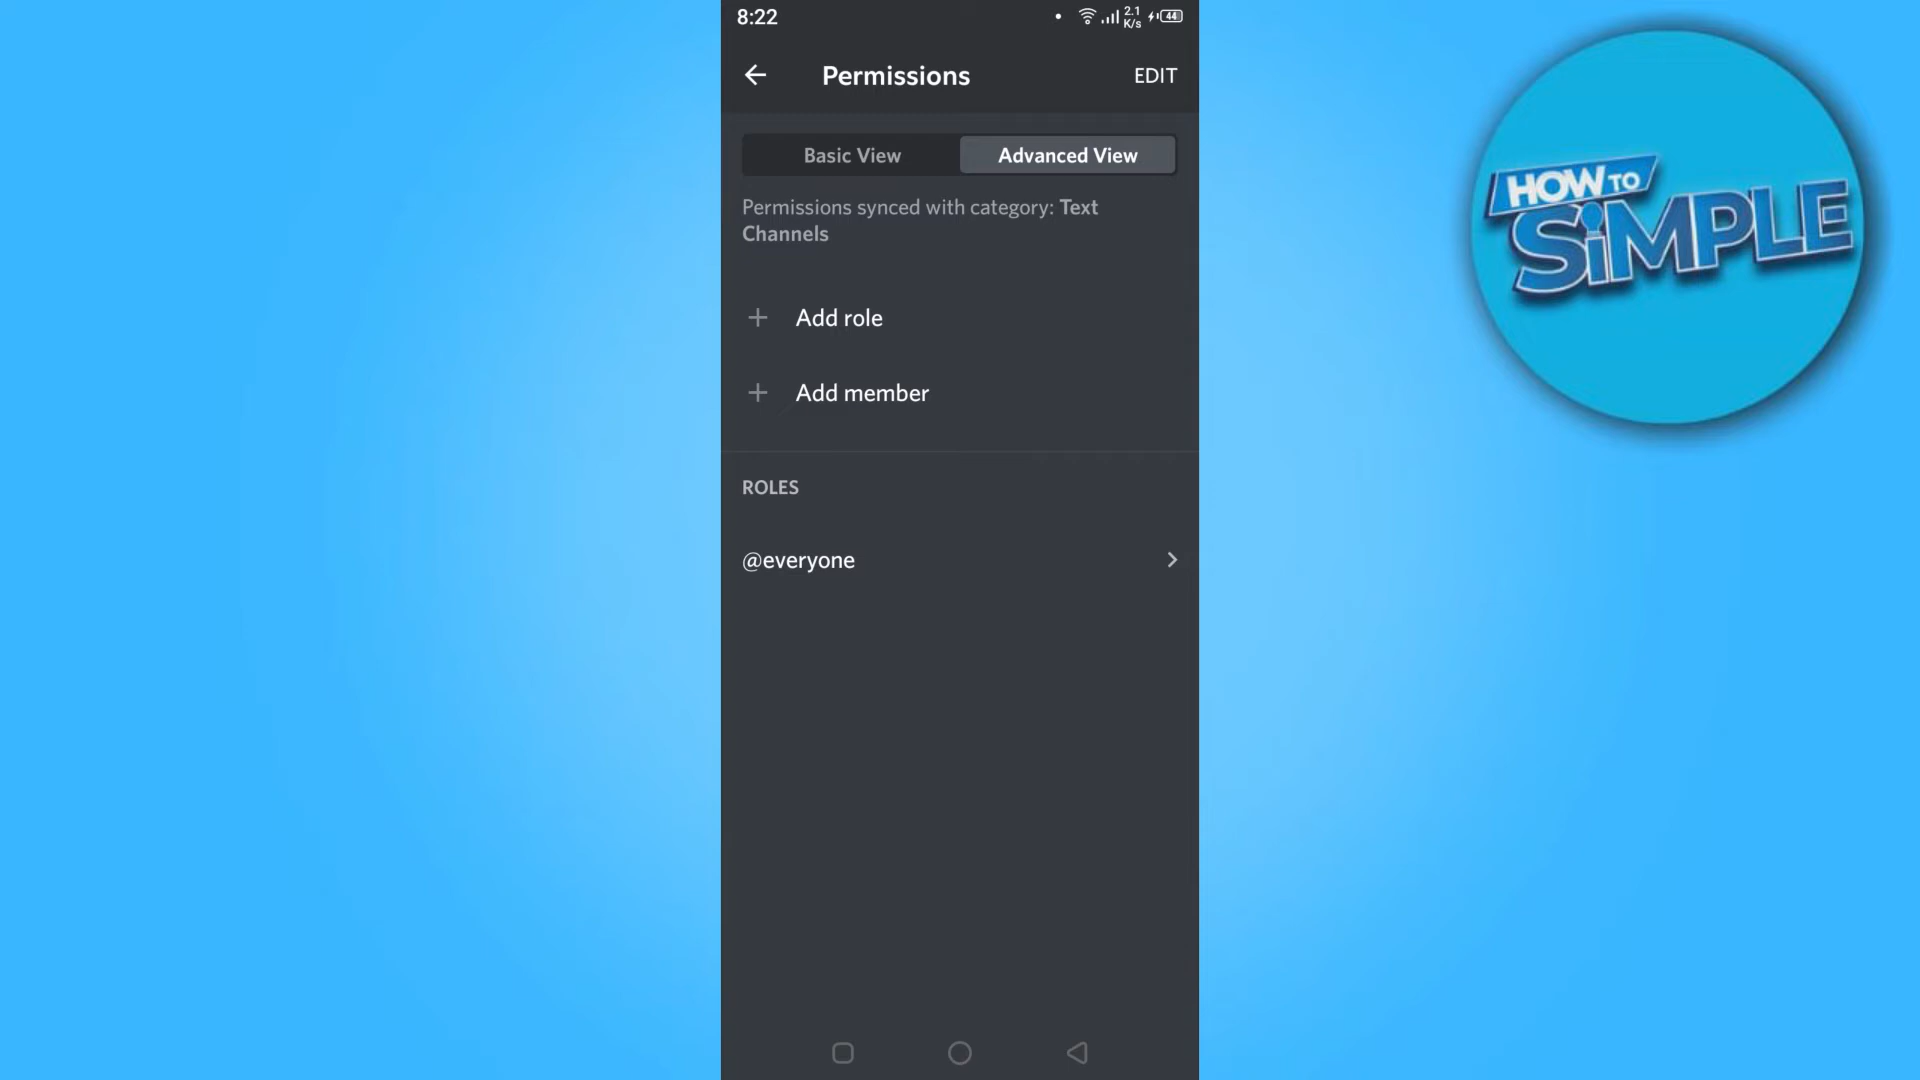 8:22
2.1
K/s
44
Permissions
EDIT
Basic View
Advanced View
Permissions synced with category: Text
Channels
Add role
Add member
ROLES
@everyone
HOW TO
SiMPLE